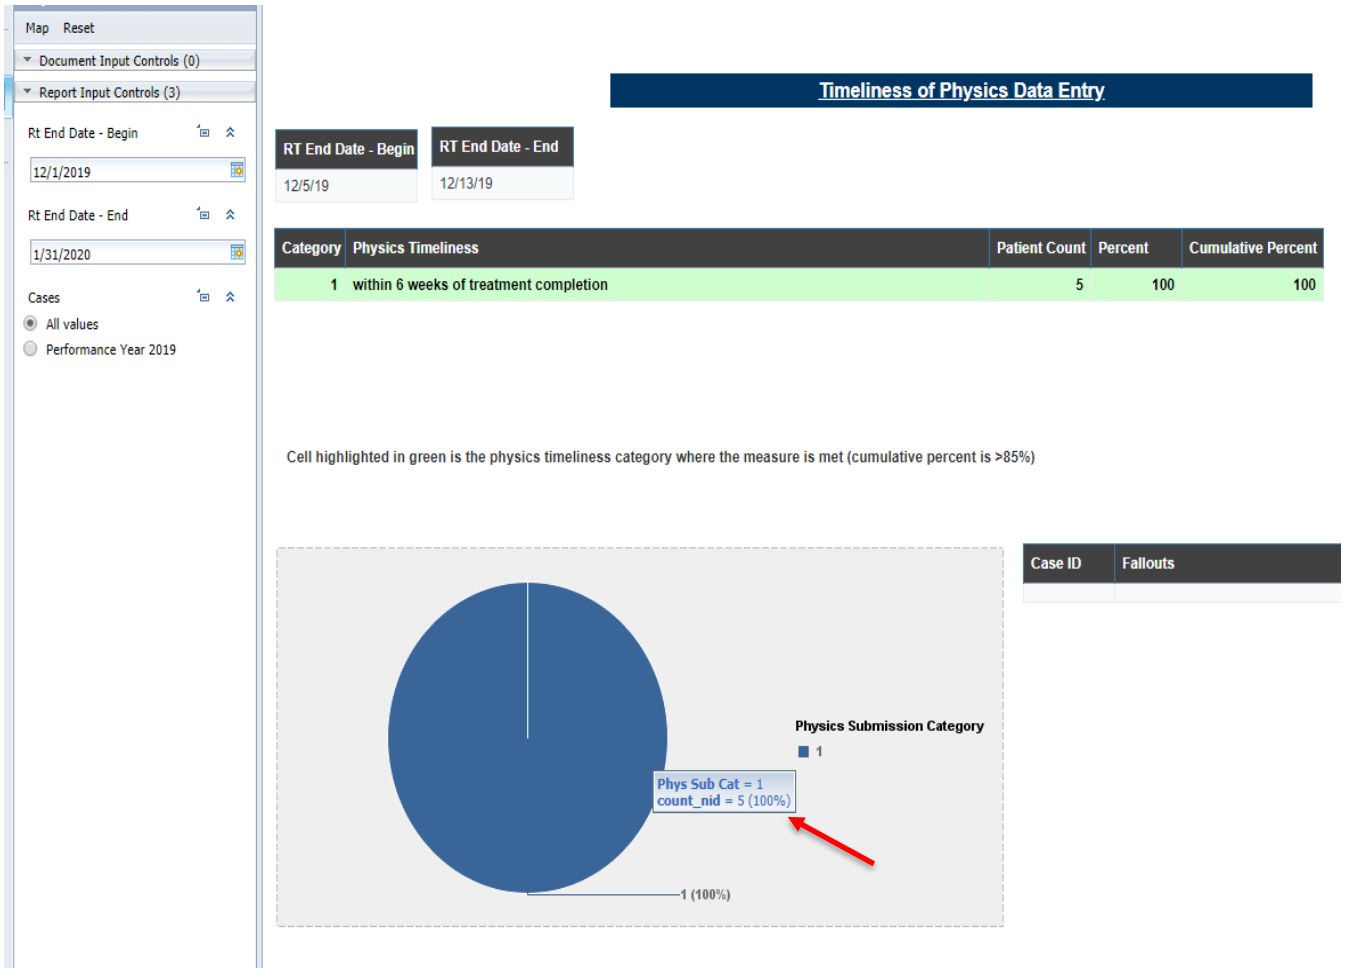 Map Reset
Document Input Controls (0)
Report Input Controls (3)
Rt End Date - Begin
12/1/2019
Rt End Date - End
1/31/2020
Cases
All values
Performance Year 2019
Timeliness of Physics Data Entry
RT End Date - Begin RT End Date - End
12/5/19 12/13/19
Category Physics Timeliness Patient Count Percent Cumulative Percent
1 within 6 weeks of treatment completion 5 100 100
Cell highlighted in green is the physics timeliness category where the measure is met (cumulative percent is >85%)
Case ID Fallouts
Physics Submission Category
1
Phys Sub Cat = 1
count_nid = 5 (100%)
1 (100%)